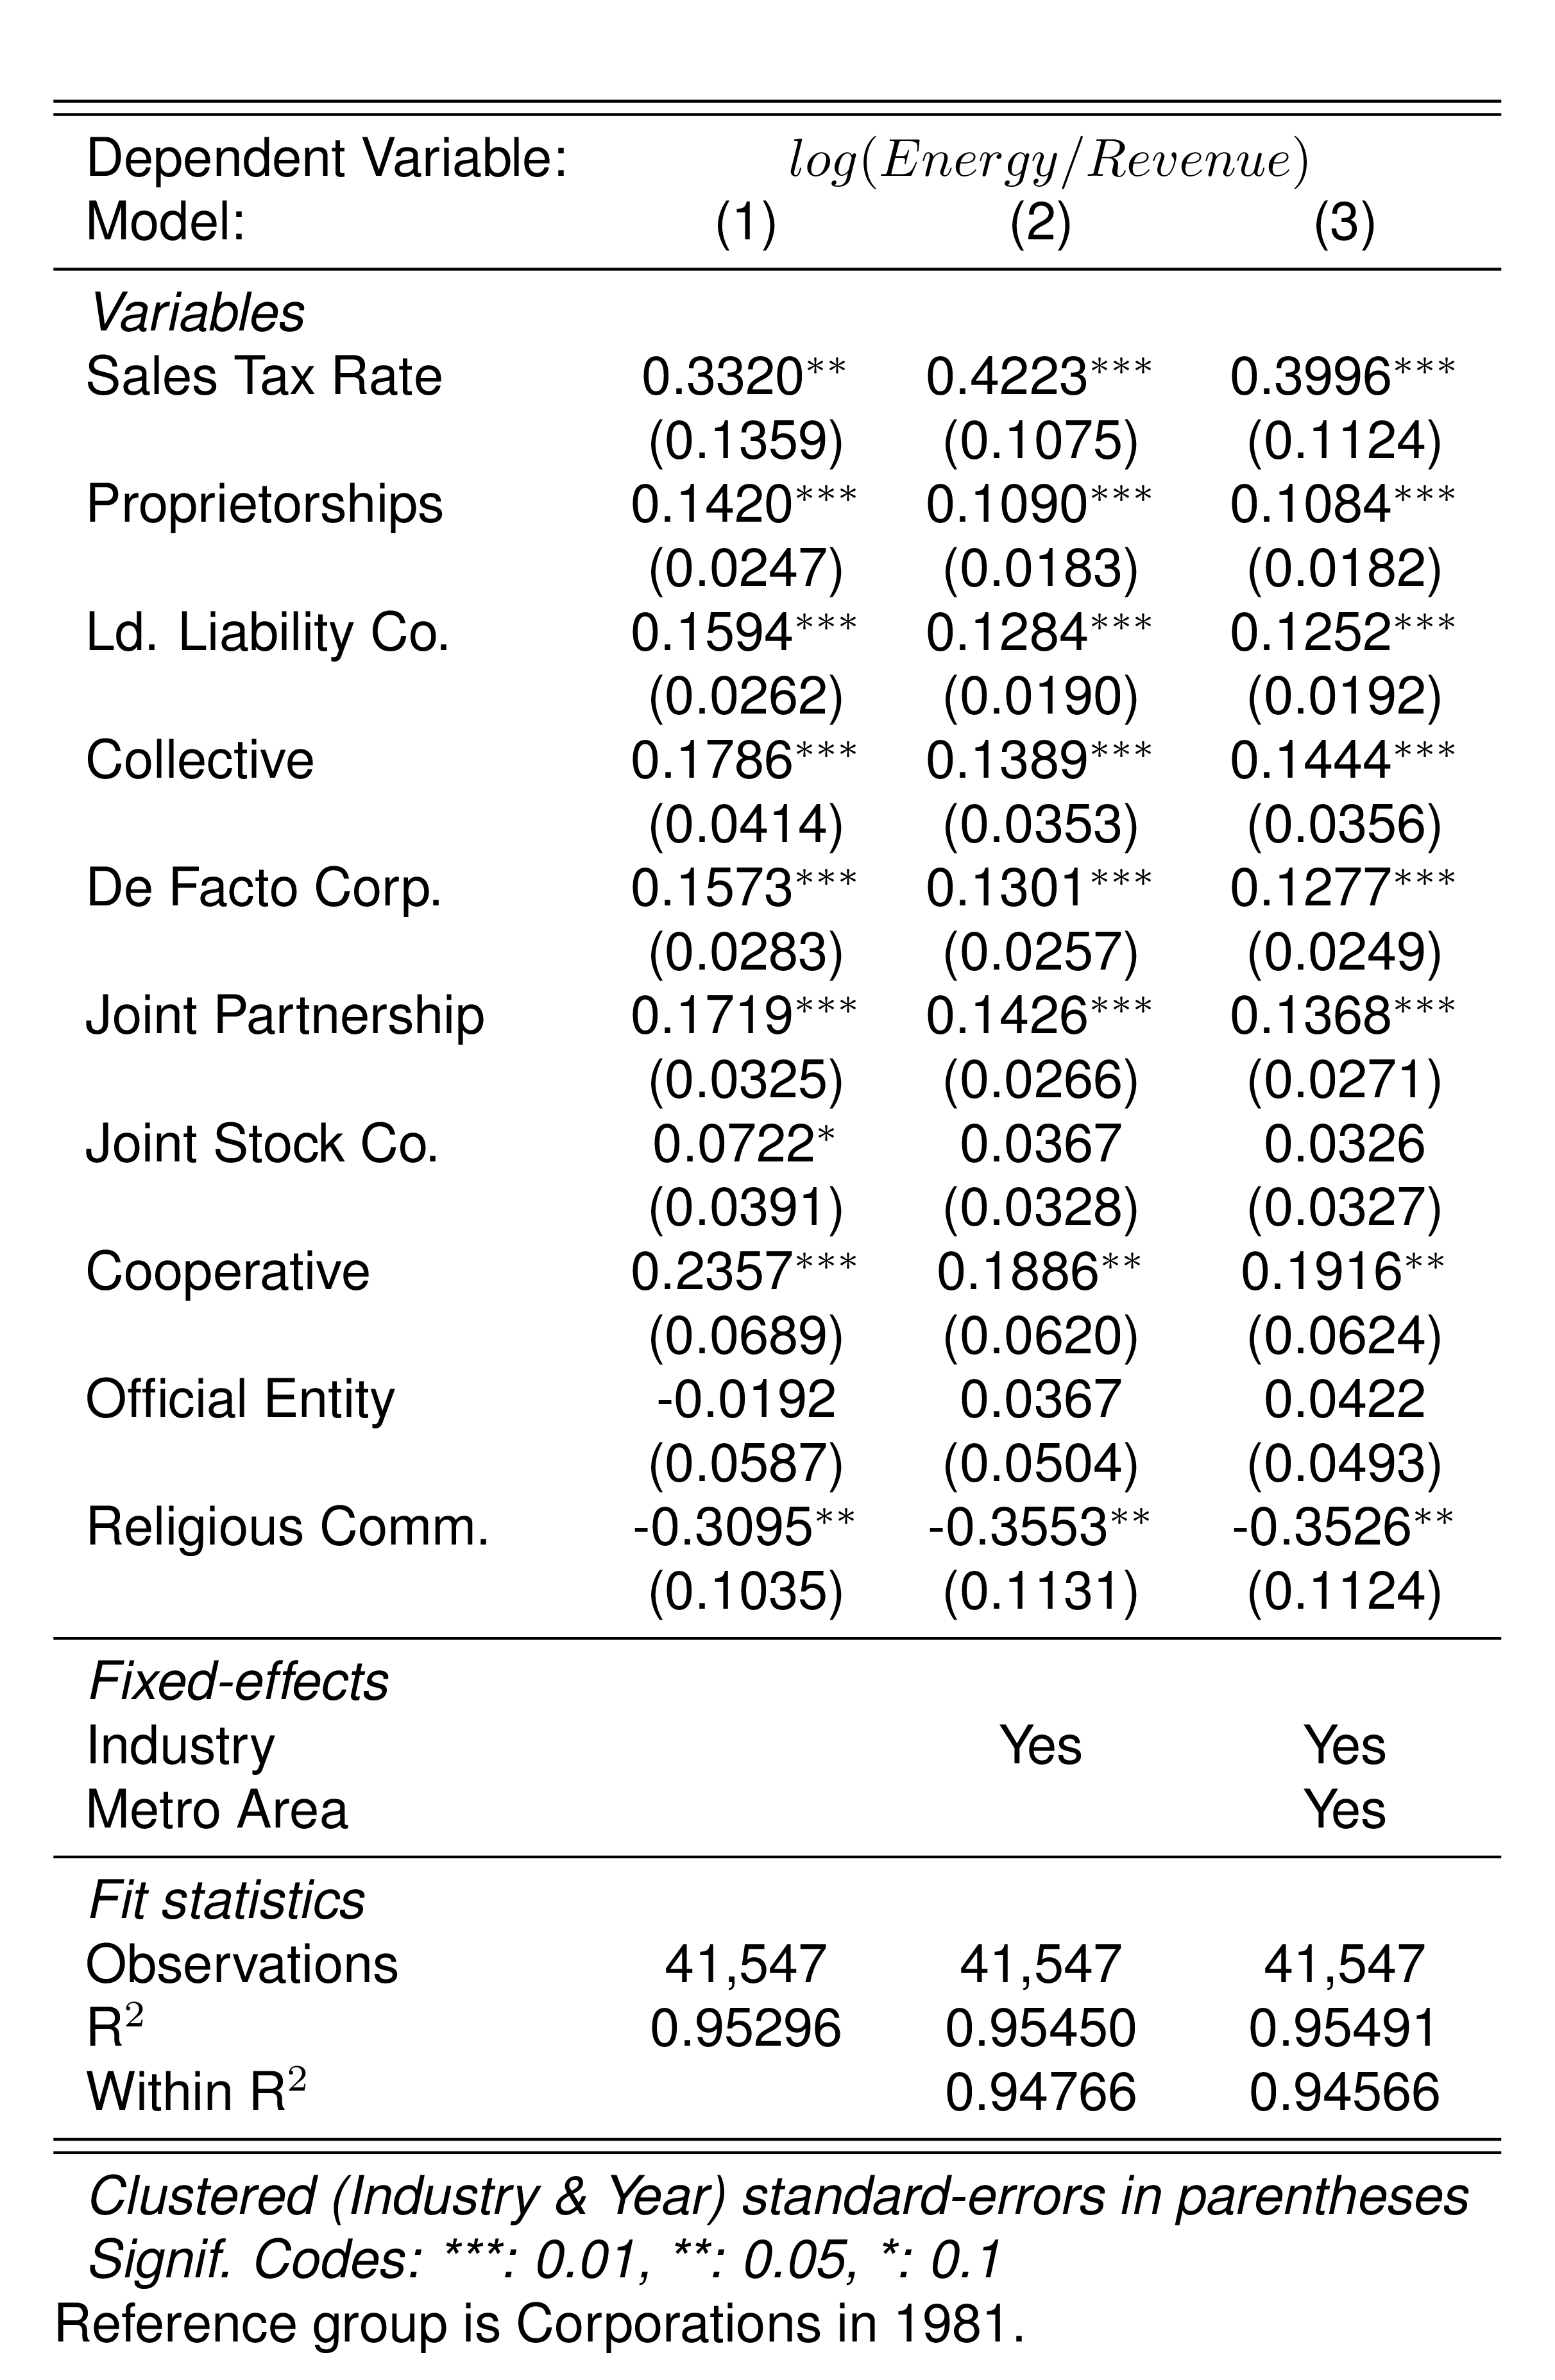 Dependent Variable: log(Energy/Revenue)
Model: (1) (2) (3)
Variables
Sales Tax Rate 0.3320** 0.4223*** 0.3996***
(0.1359) (0.1075) (0.1124)
Proprietorships 0.1420*** 0.1090*** 0.1084***
(0.0247) (0.0183) (0.0182)
Ld. Liability Co. 0.1594*** 0.1284*** 0.1252***
(0.0262) (0.0190) (0.0192)
Collective 0.1786*** 0.1389*** 0.1444***
(0.0414) (0.0353) (0.0356)
De Facto Corp. 0.1573*** 0.1301*** 0.1277***
(0.0283) (0.0257) (0.0249)
Joint Partnership 0.1719*** 0.1426*** 0.1368***
(0.0325) (0.0266) (0.0271)
Joint Stock Co. 0.0722* 0.0367 0.0326
(0.0391) (0.0328) (0.0327)
Cooperative 0.2357*** 0.1886** 0.1916**
(0.0689) (0.0620) (0.0624)
Official Entity -0.0192 0.0367 0.0422
(0.0587) (0.0504) (0.0493)
Religious Comm. -0.3095** -0.3553** -0.3526**
(0.1035) (0.1131) (0.1124)
Fixed-effects
Industry Yes Yes
Metro Area Yes
Fit statistics
Observations 41,547 41,547 41,547
R² 0.95296 0.95450 0.95491
Within R² 0.94766 0.94566
Clustered (Industry & Year) standard-errors in parentheses
Signif. Codes: ***: 0.01, **: 0.05, *: 0.1
Reference group is Corporations in 1981.